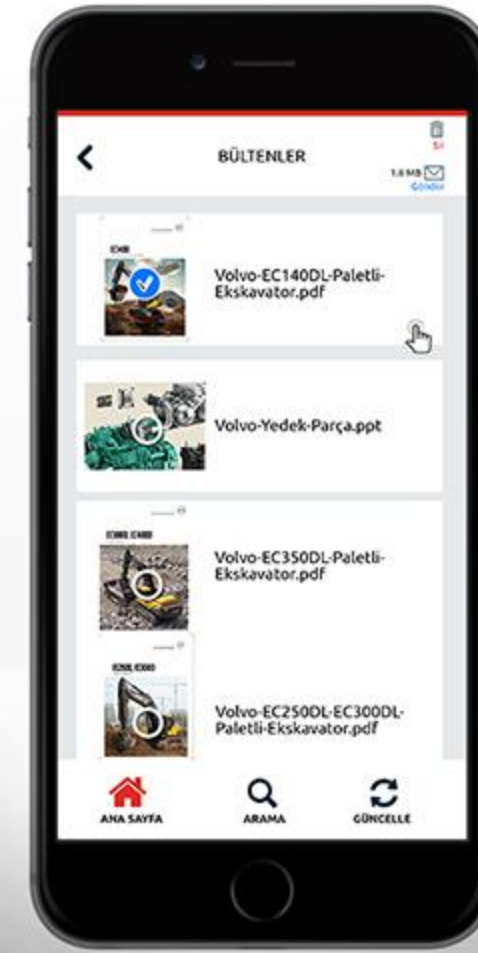 BÜLTENLER
Sil
1.6 MB
Gönder
Volvo-EC140DL-Paletli-
Ekskavator.pdf
Volvo-Yedek-Parça.ppt
Volvo-EC350DL-Paletli-
Ekskavator.pdf
Volvo-EC250DL-EC300DL-
Paletli-Ekskavator.pdf
ANA SAYFA
ARAMA
GÜNCELLE